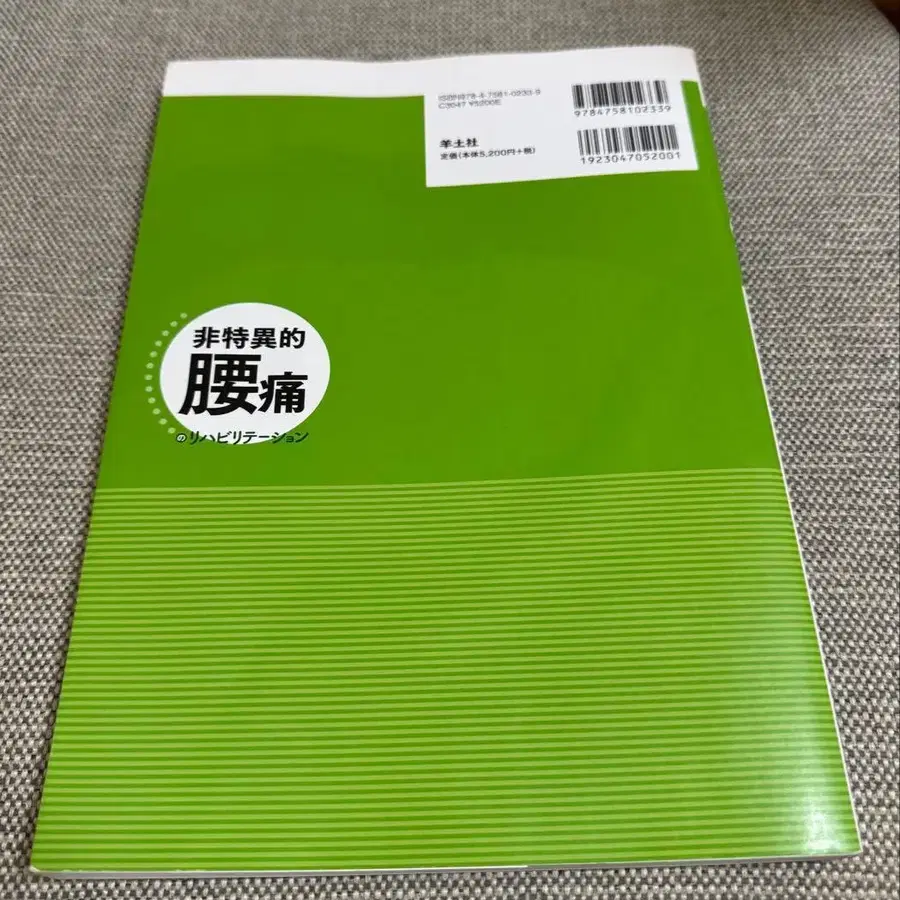 ISBN978-4-7581-0233-9
C3047 ¥5200E
9784758102339
羊土社
定価(本体5,200円+税)
1923047052001
非特異的
腰痛
のリハビリテーション